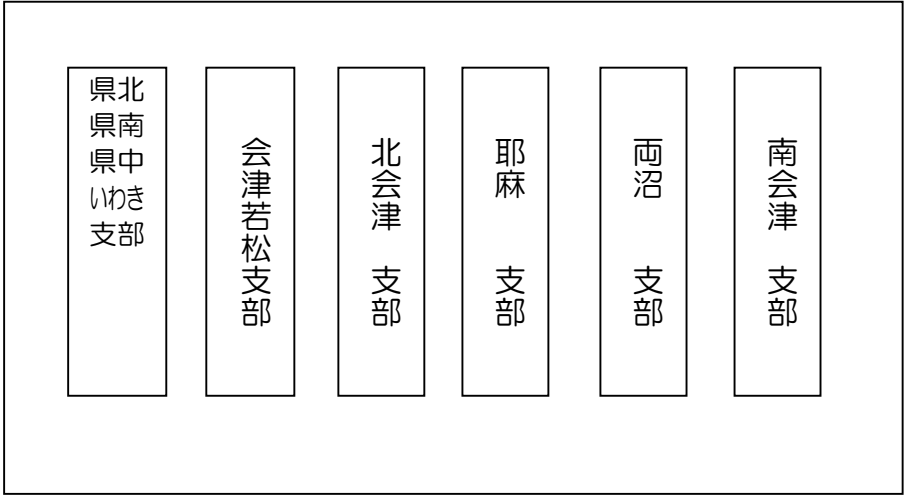 県北
県南
県中
いわき
支部
会津若松支部
北会津 支部
耶麻 支部
両沼 支部
南会津 支部